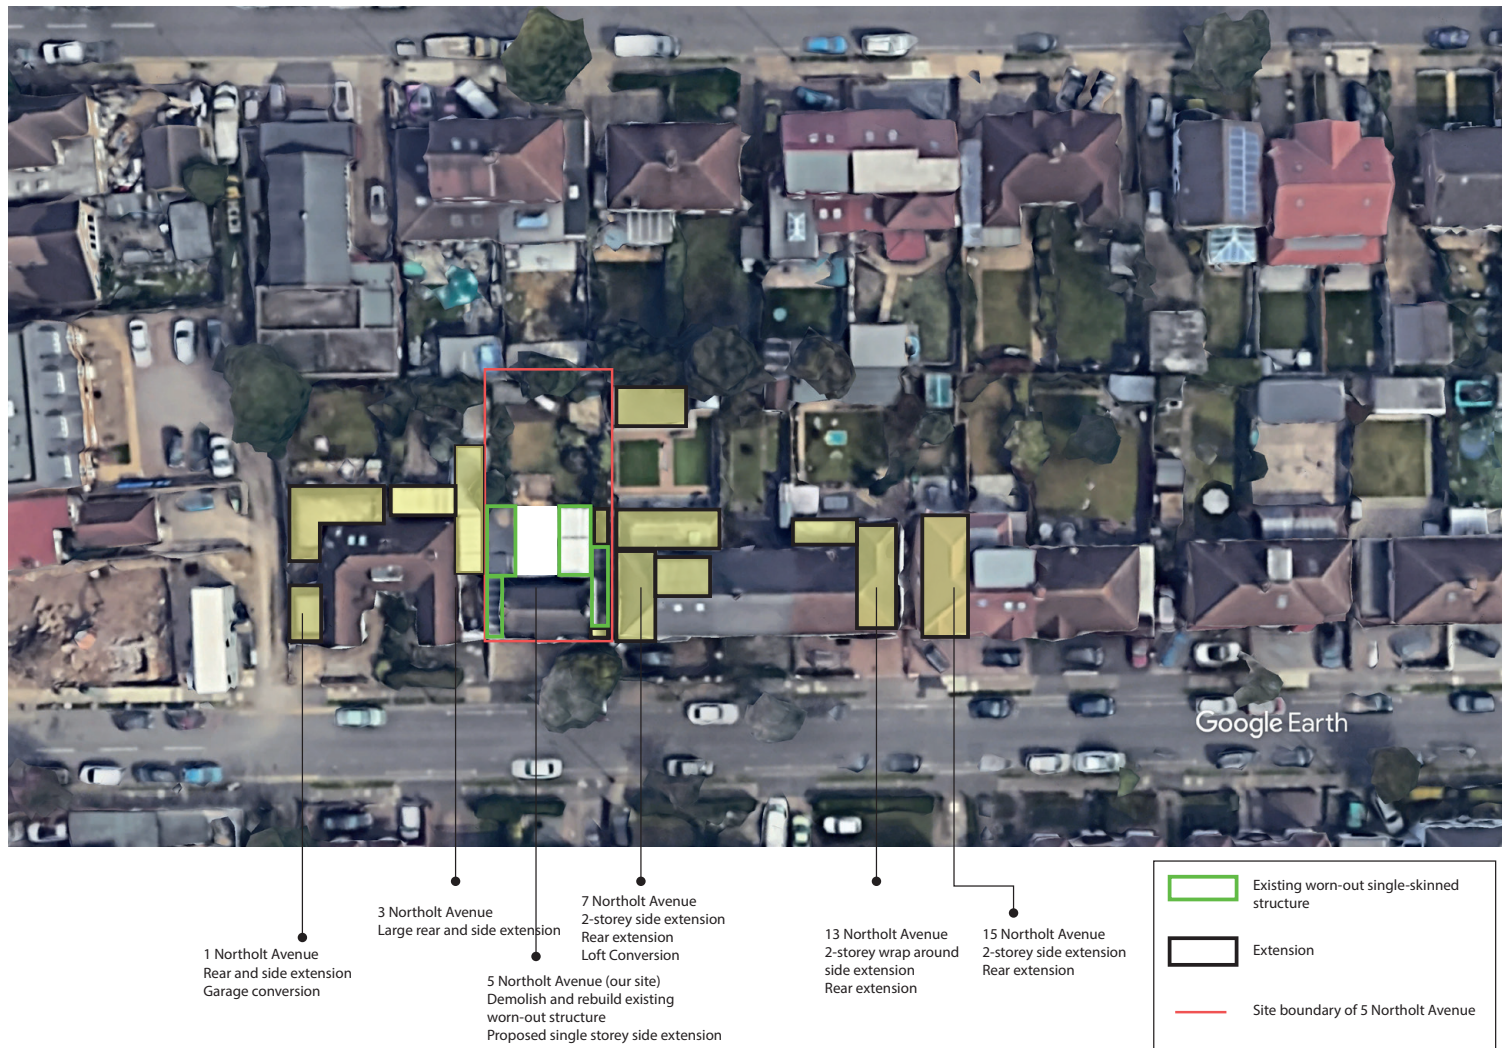 Google Earth
1 Northolt Avenue
Rear and side extension
Garage conversion
3 Northolt Avenue
Large rear and side extension
5 Northolt Avenue (our site)
Demolish and rebuild existing
worn-out structure
Proposed single storey side extension
7 Northolt Avenue
2-storey side extension
Rear extension
Loft Conversion
13 Northolt Avenue
2-storey wrap around
side extension
Rear extension
15 Northolt Avenue
2-storey side extension
Rear extension
Existing worn-out single-skinned
structure
Extension
Site boundary of 5 Northolt Avenue